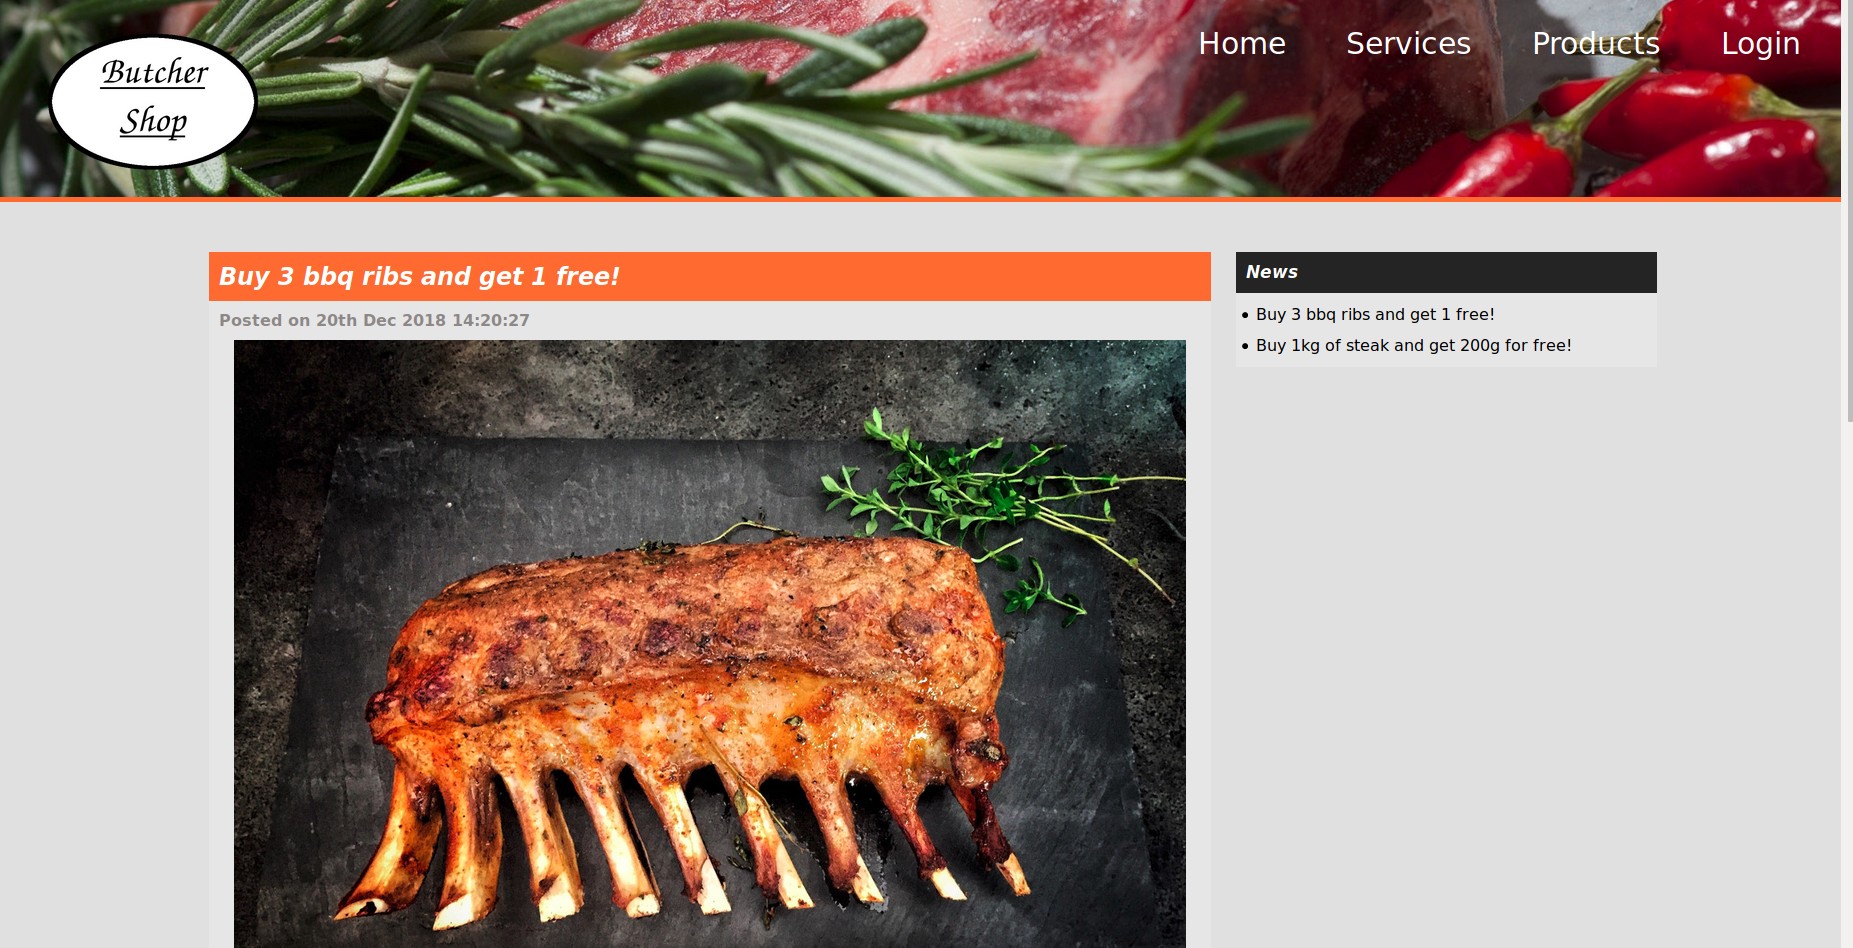 Butcher
Shop
Home Services Products Login
Buy 3 bbq ribs and get 1 free!
Posted on 20th Dec 2018 14:20:27
News
Buy 3 bbq ribs and get 1 free!
Buy 1kg of steak and get 200g for free!